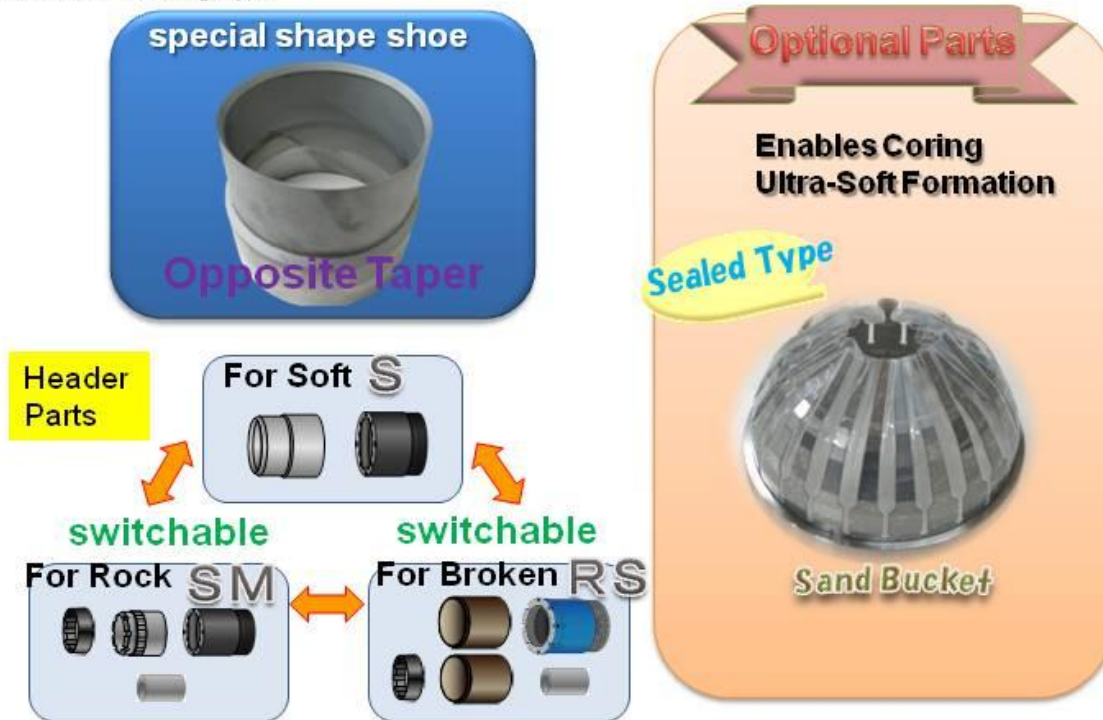 special shape shoe
Opposite Taper
Optional Parts
Enables Coring
Ultra-Soft Formation
Sealed Type
Sand Bucket
Header
Parts
For Soft S
switchable
switchable
For Rock SM
For Broken RS